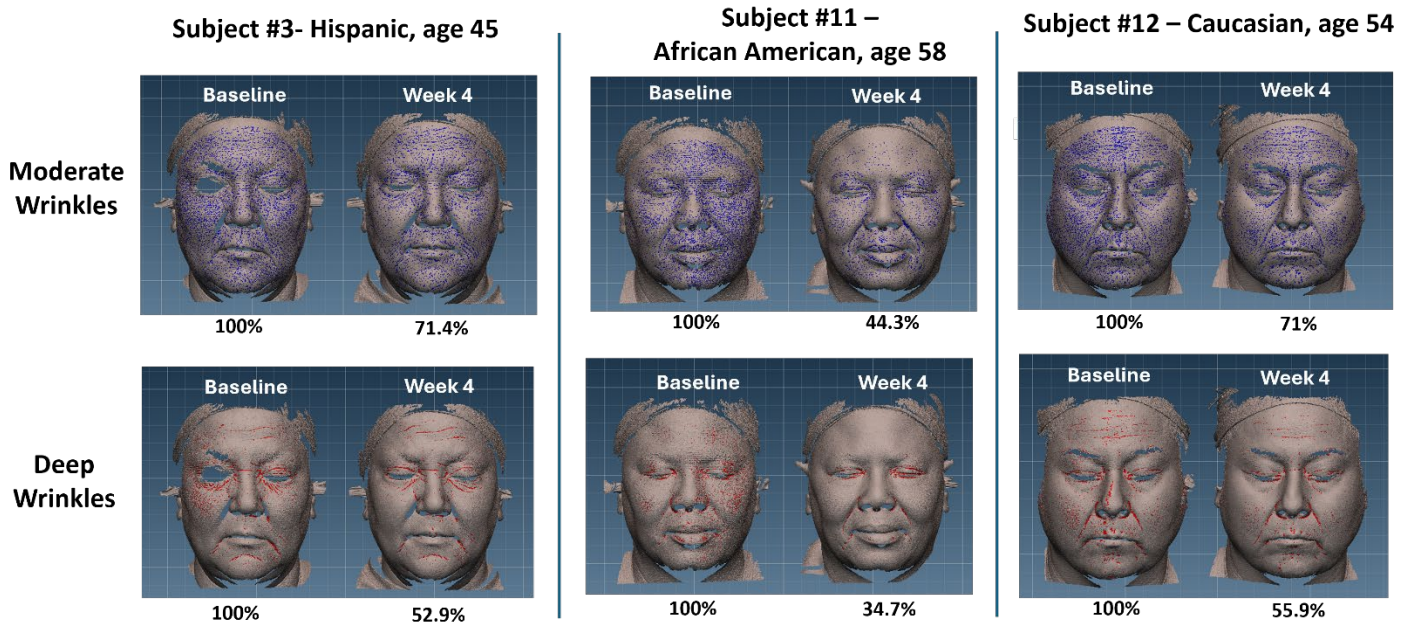 Subject #3- Hispanic, age 45
Subject #11 –
African American, age 58
Subject #12 – Caucasian, age 54
Moderate
Wrinkles
Baseline
Week 4
Baseline
Week 4
Baseline
Week 4
100%
71.4%
100%
44.3%
100%
71%
Deep
Wrinkles
Baseline
Week 4
Baseline
Week 4
Baseline
Week 4
100%
52.9%
100%
34.7%
100%
55.9%